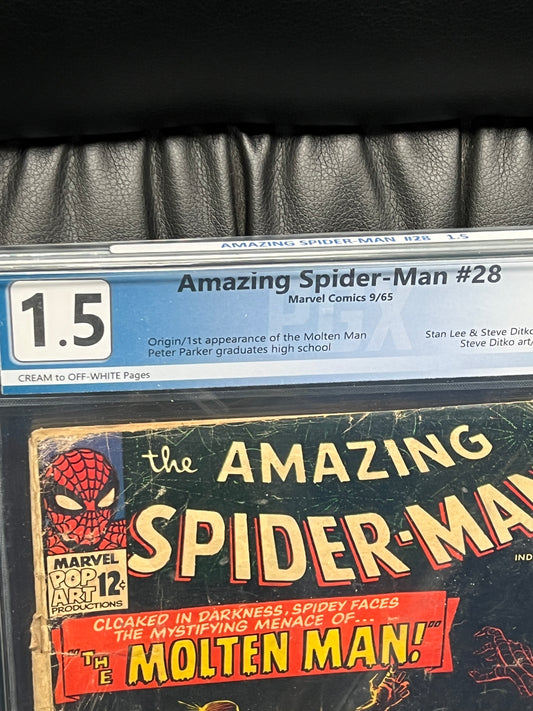 AMAZING SPIDER-MAN #28 1.5
Amazing Spider-Man #28
Marvel Comics 9/65
1.5
PGX
Origin/1st appearance of the Molten Man
Peter Parker graduates high school
Stan Lee & Steve Ditko
Steve Ditko art/
CREAM to OFF-WHITE Pages
the AMAZING
SPIDER-MAN
IND
MARVEL
POP
ART 12¢
PRODUCTIONS
CLOAKED IN DARKNESS, SPIDEY FACES
THE MYSTIFYING MENACE OF...
"THE MOLTEN MAN!"